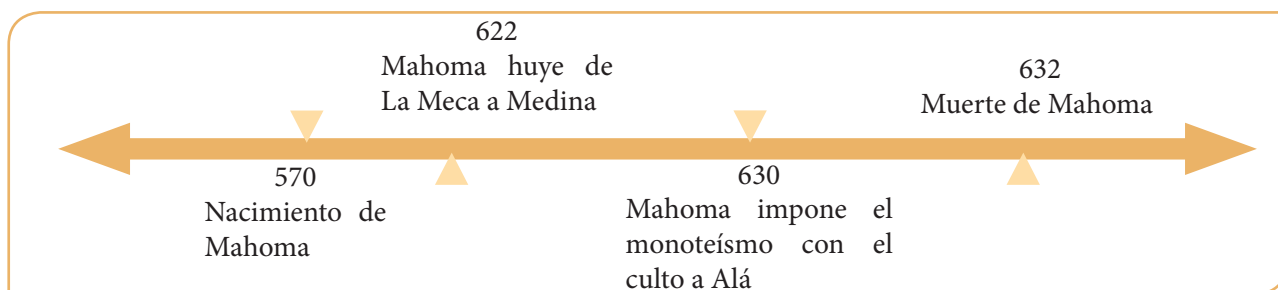 622
Mahoma huye de
La Meca a Medina
632
Muerte de Mahoma
570
Nacimiento de
Mahoma
630
Mahoma impone el
monoteísmo con el
culto a Alá